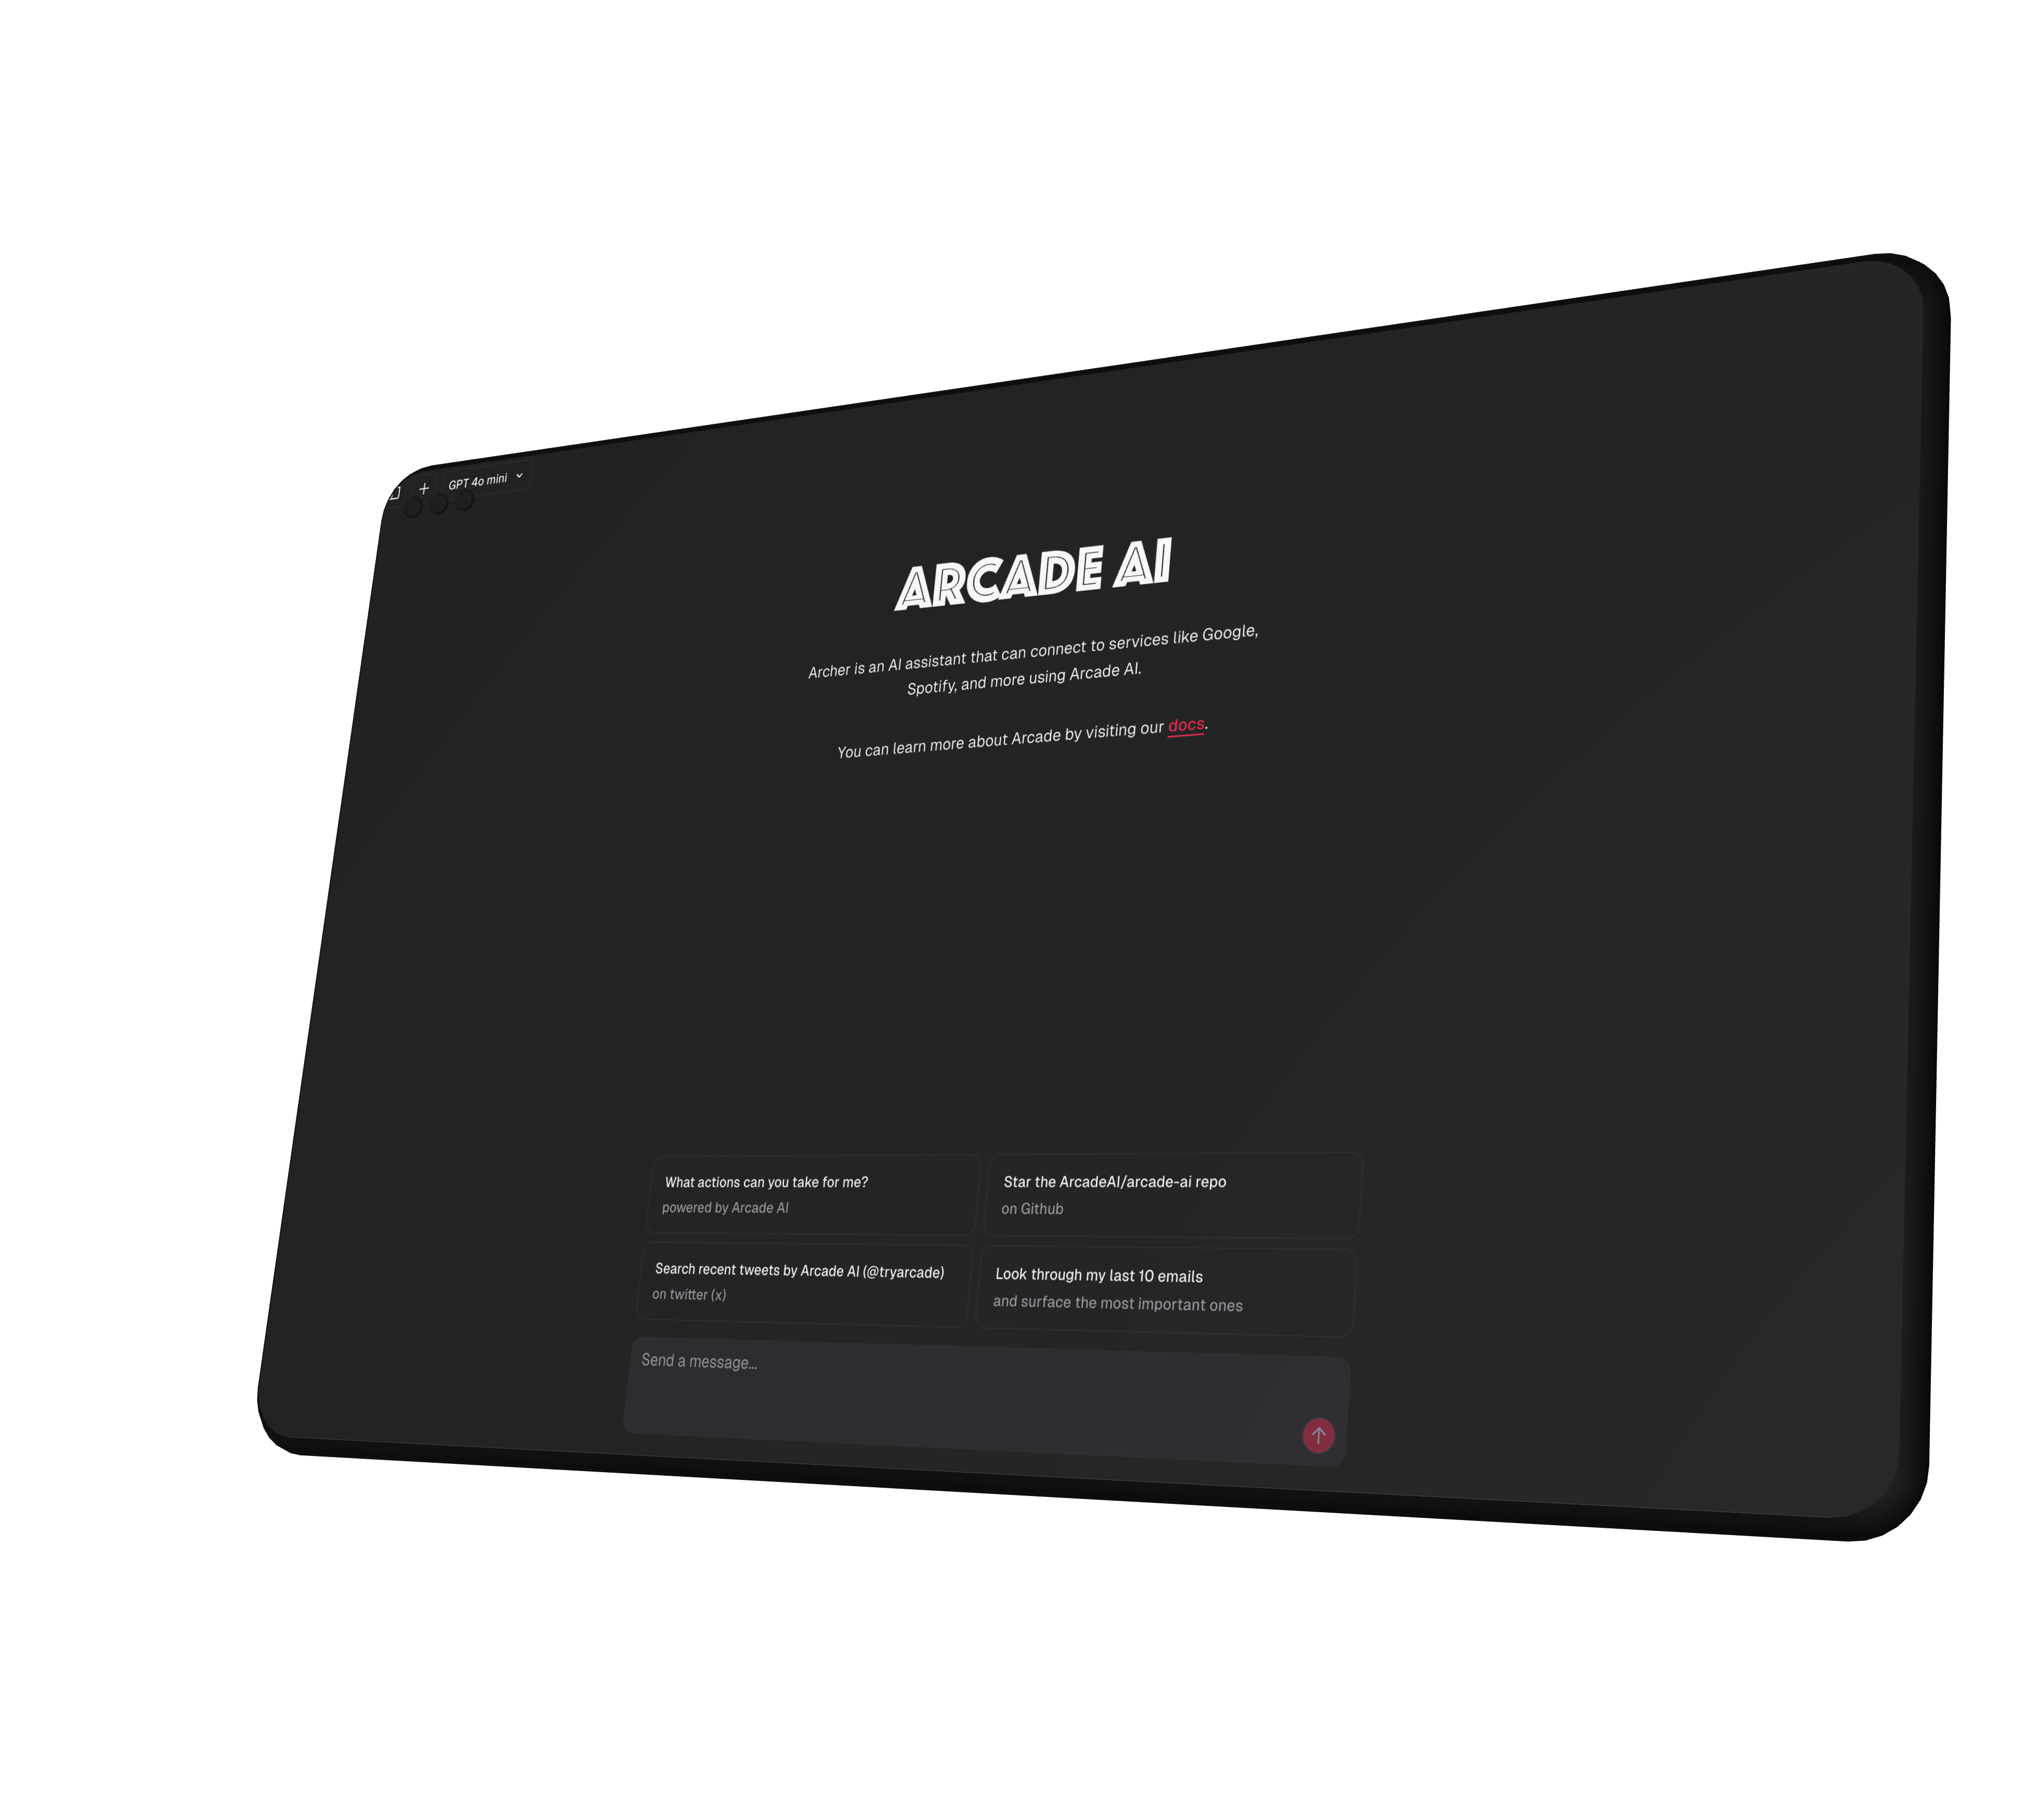 GPT 4o mini
ARCADE AI
Archer is an AI assistant that can connect to services like Google,
Spotify, and more using Arcade AI.
You can learn more about Arcade by visiting our docs.
What actions can you take for me?
powered by Arcade AI
Star the ArcadeAI/arcade-ai repo
on Github
Search recent tweets by Arcade AI (@tryarcade)
on twitter (x)
Look through my last 10 emails
and surface the most important ones
Send a message...